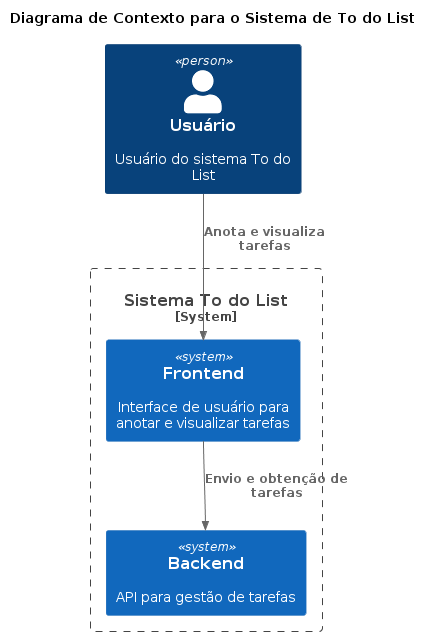 Diagrama de Contexto para o Sistema de To do List
«person»
Usuário
Usuário do sistema To do
List
Anota e visualiza
tarefas
Sistema To do List
[System]
«system»
Frontend
Interface de usuário para
anotar e visualizar tarefas
Envio e obtenção de
tarefas
«system»
Backend
API para gestão de tarefas